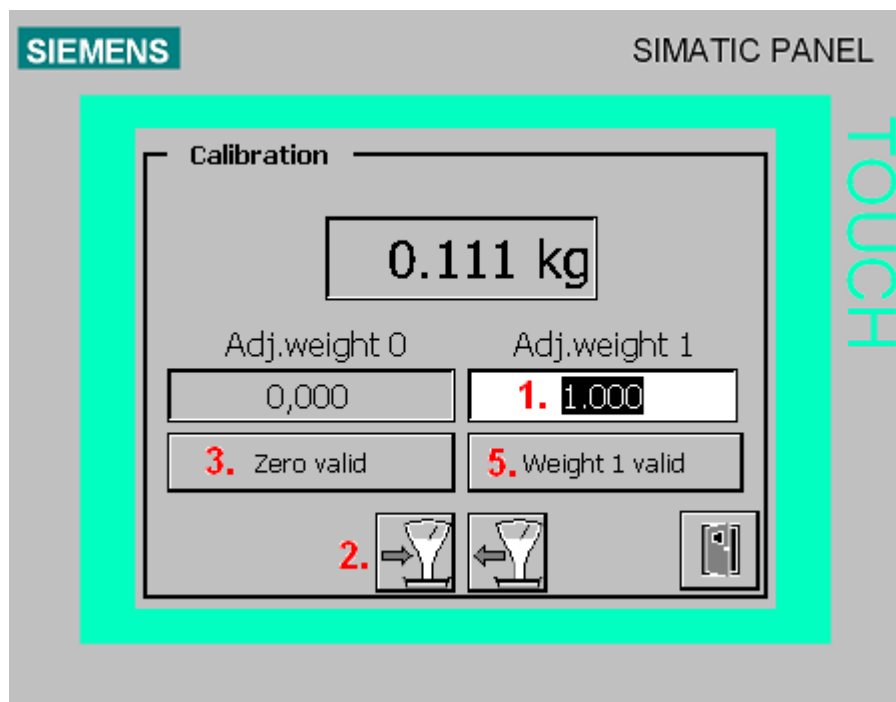 SIEMENS
SIMATIC PANEL
TOUCH
Calibration
0.111 kg
Adj.weight 0
Adj.weight 1
0,000
1. 1.000
3. Zero valid
5. Weight 1 valid
2.